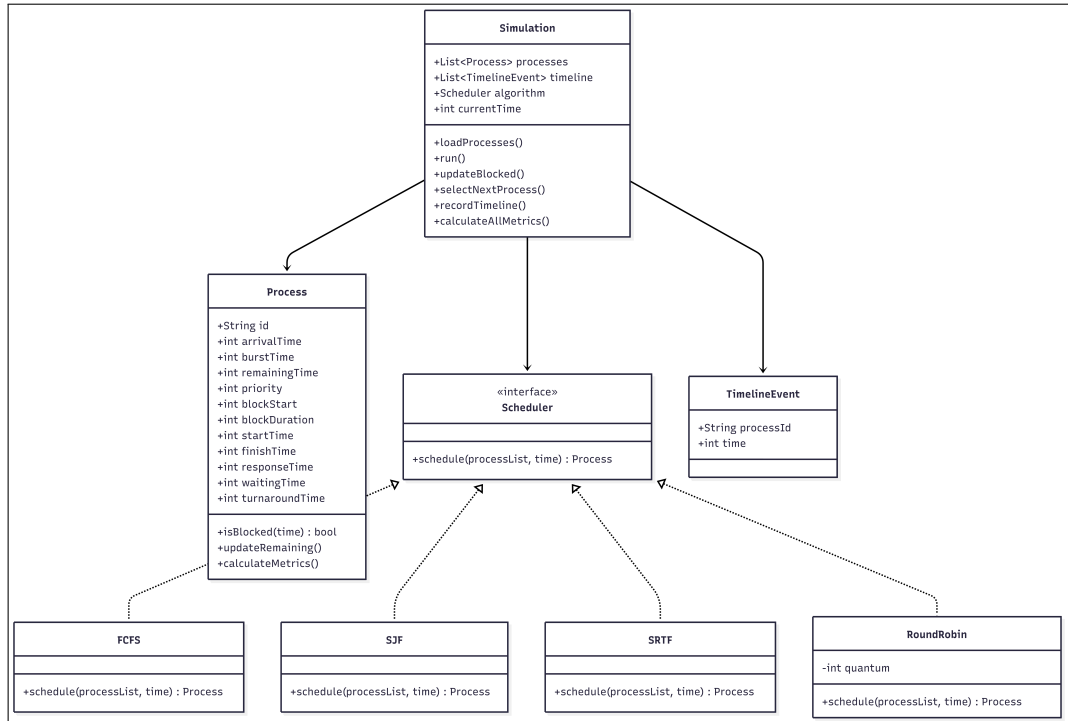 Simulation
+List<Process> processes
+List<TimelineEvent> timeline
+Scheduler algorithm
+int currentTime
+loadProcesses()
+run()
+updateBlocked()
+selectNextProcess()
+recordTimeline()
+calculateAllMetrics()
Process
+String id
+int arrivalTime
+int burstTime
+int remainingTime
+int priority
+int blockStart
+int blockDuration
+int startTime
+int finishTime
+int responseTime
+int waitingTime
+int turnaroundTime
+isBlocked(time) : bool
+updateRemaining()
+calculateMetrics()
«interface»
Scheduler
+schedule(processList, time) : Process
TimelineEvent
+String processId
+int time
FCFS
+schedule(processList, time) : Process
SJF
+schedule(processList, time) : Process
SRTF
+schedule(processList, time) : Process
RoundRobin
-int quantum
+schedule(processList, time) : Process